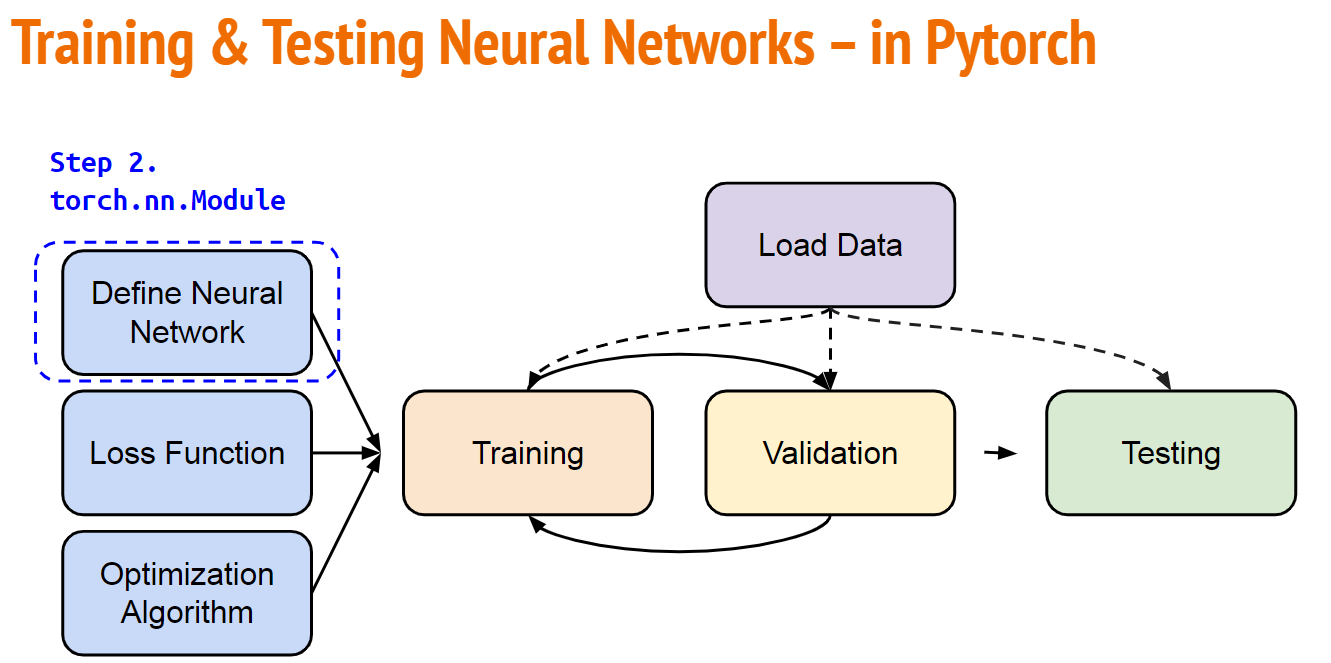 Training & Testing Neural Networks – in Pytorch
Step 2.
torch.nn.Module
Define Neural
Network
Loss Function
Optimization
Algorithm
Load Data
Training
Validation
Testing